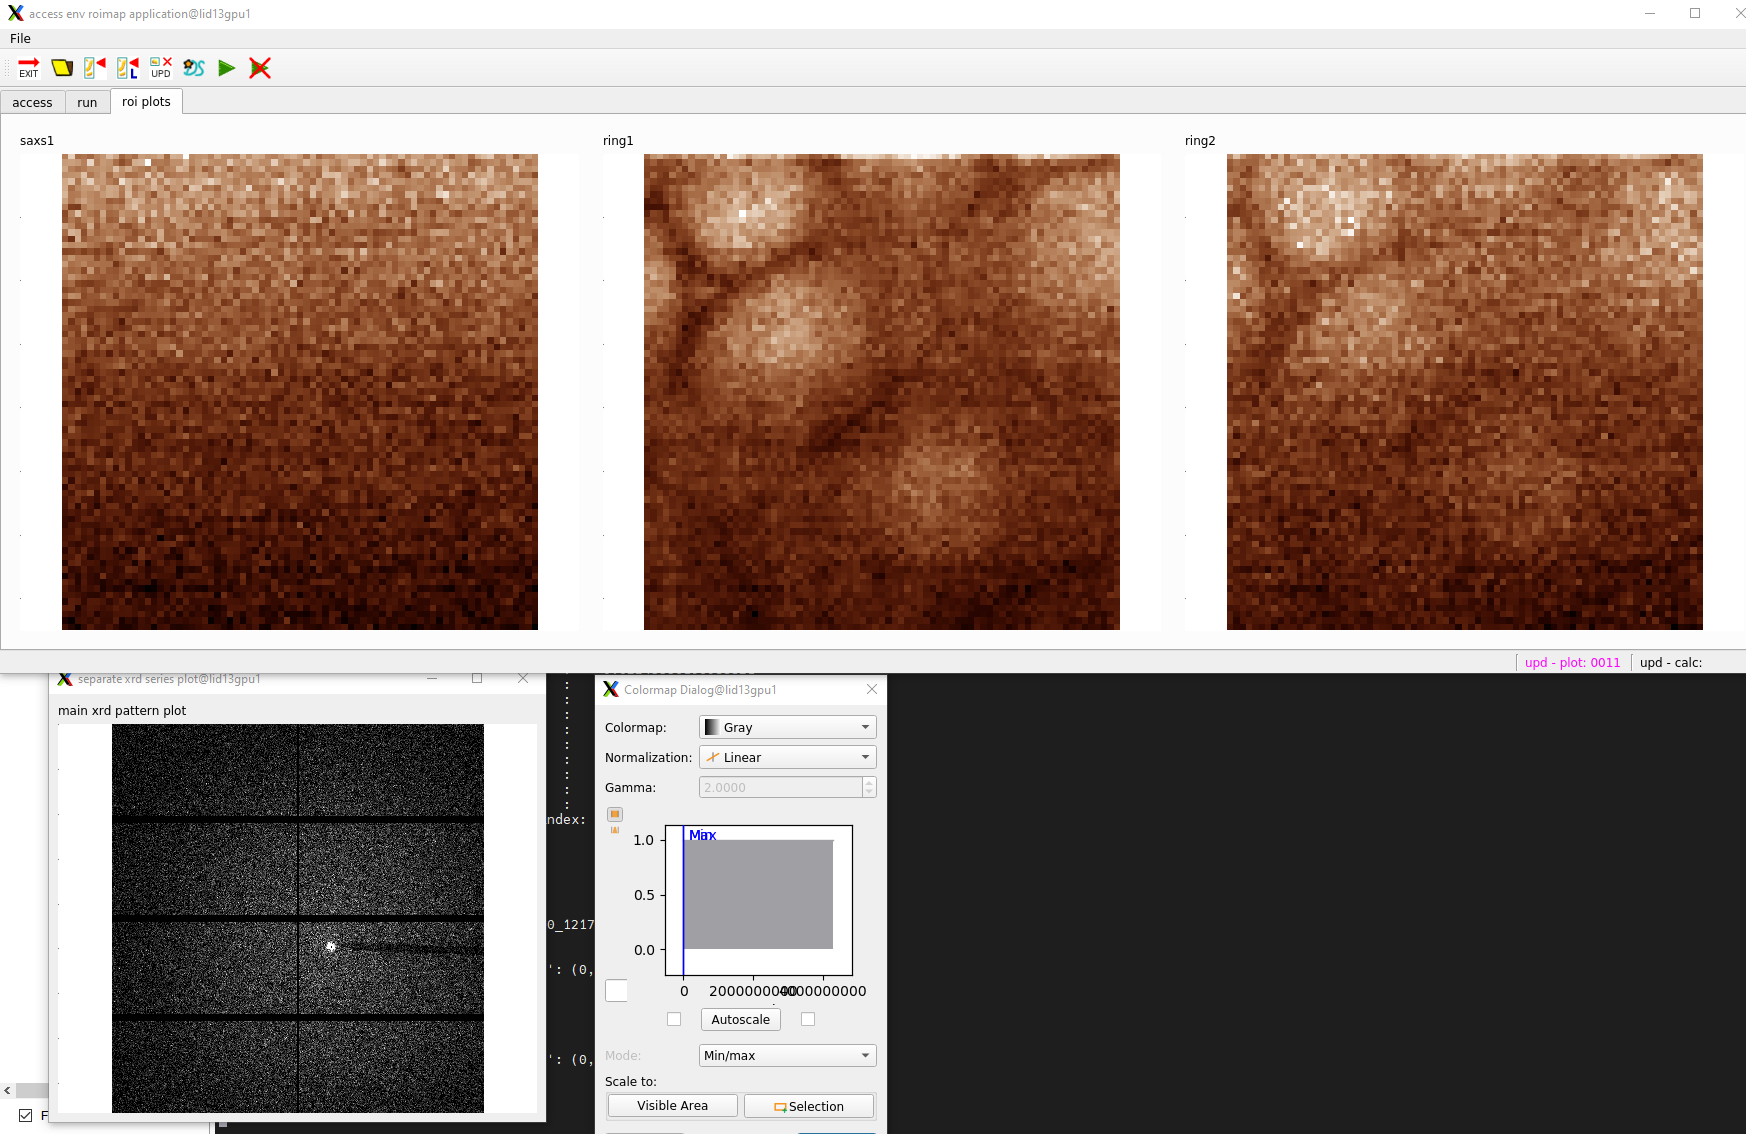 access env roimap application@lid13gpu1
File
EXIT
L
UPD
DS
access run roi plots
saxs1 ring1 ring2
upd - plot: 0011 upd - calc:
separate xrd series plot@lid13gpu1
main xrd pattern plot
Colormap Dialog@lid13gpu1
Colormap: Gray
Normalization: Linear
Gamma: 2.0000
ndex:
1.0
0.5
0.0
0_1217
': (0,
0 2000000000 4000000000
Autoscale
': (0,
Mode: Min/max
Scale to:
Visible Area Selection
F